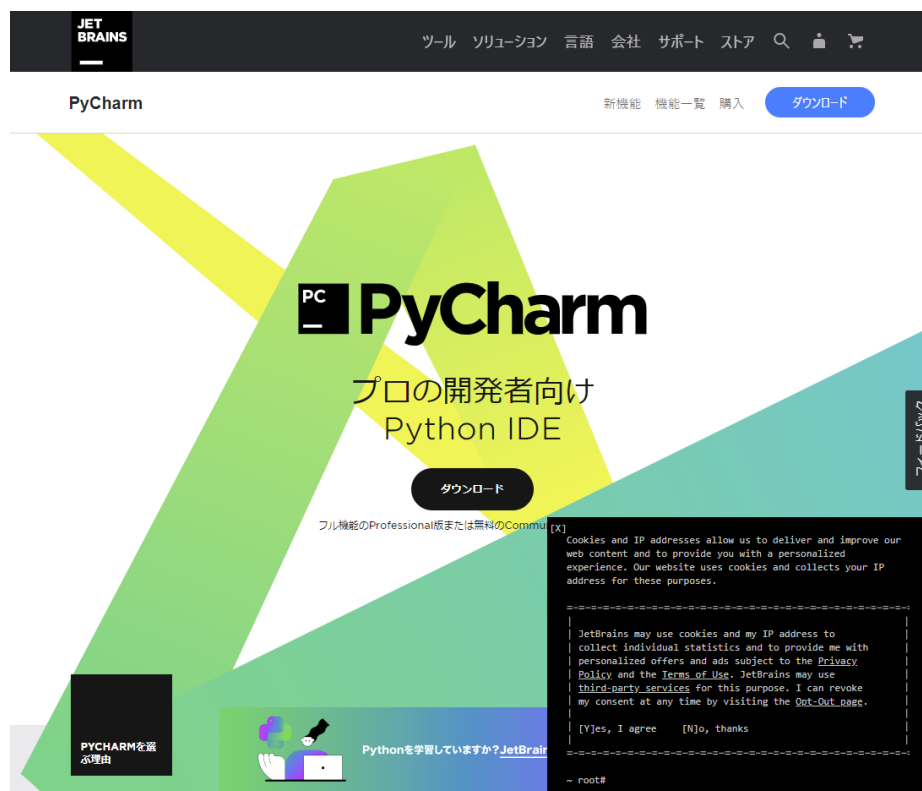 JET
BRAINS
ツール ソリューション 言語 会社 サポート ストア
PyCharm
新機能 機能一覧 購入 ダウンロード
PC
PyCharm
プロの開発者向け
Python IDE
ダウンロード
フル機能のProfessional版または無料のCommu
フィードバック
[X]
Cookies and IP addresses allow us to deliver and improve our
web content and to provide you with a personalized
experience. Our website uses cookies and collects your IP
address for these purposes.
JetBrains may use cookies and my IP address to
collect individual statistics and to provide me with
personalized offers and ads subject to the Privacy
Policy and the Terms of Use. JetBrains may use
third-party services for this purpose. I can revoke
my consent at any time by visiting the Opt-Out page.
[Y]es, I agree [N]o, thanks
~ root#
PYCHARMを選
ぶ理由
Pythonを学習していますか?JetBrain